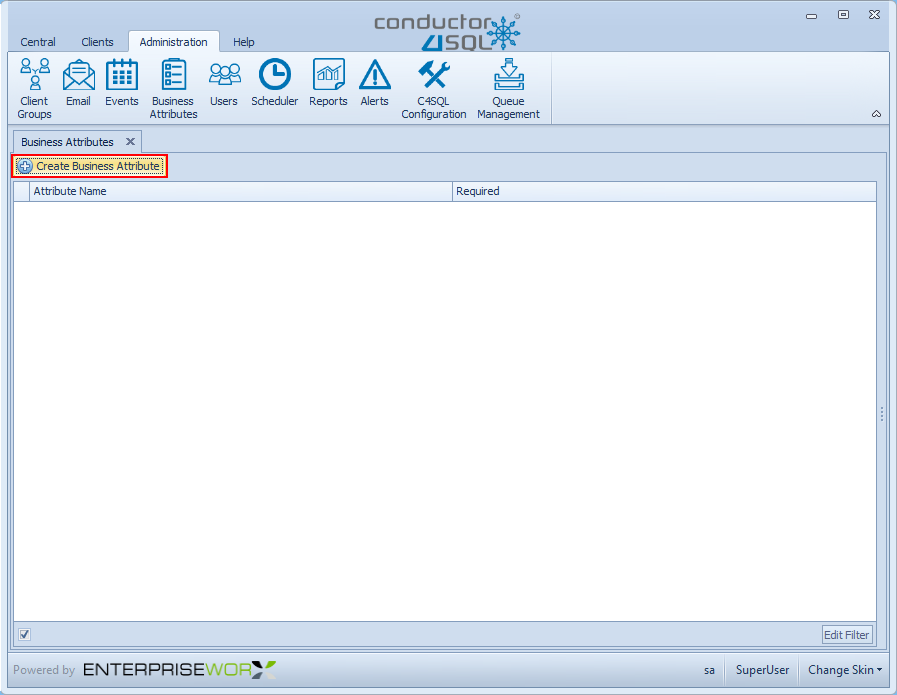 conductor
4SQL
Central Clients Administration Help
Client Groups
Email
Events
Business Attributes
Users
Scheduler
Reports
Alerts
C4SQL Configuration
Queue Management
Business Attributes
Create Business Attribute
Attribute Name Required
Edit Filter
Powered by ENTERPRISEWORX sa SuperUser Change Skin